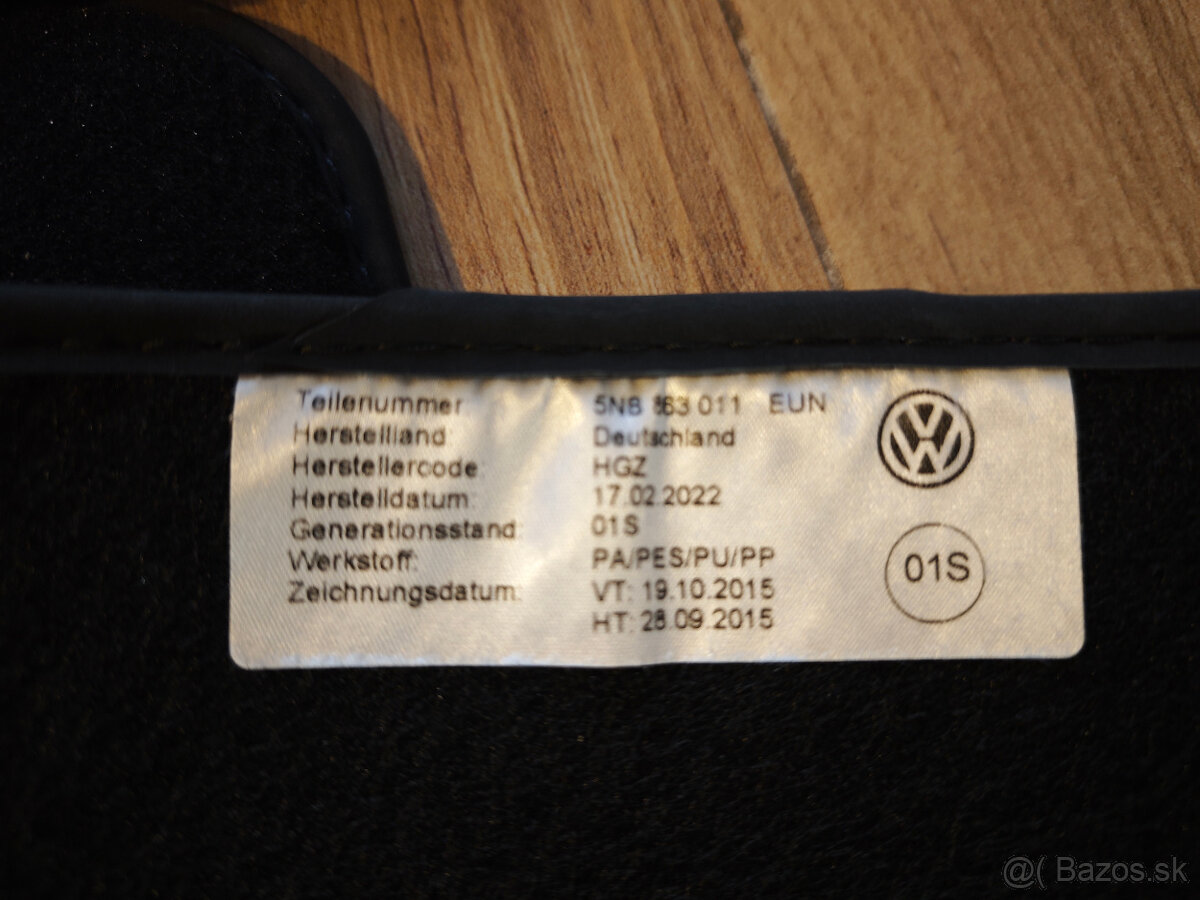 Teilenummer 5NB 863 011 EUN
Herstellland: Deutschland
Herstellercode: HGZ
Herstelldatum: 17.02.2022
Generationsstand: 01S
Werkstoff: PA/PES/PU/PP
Zeichnungsdatum: VT: 19.10.2015
HT: 28.09.2015
01S
@( Bazos.sk